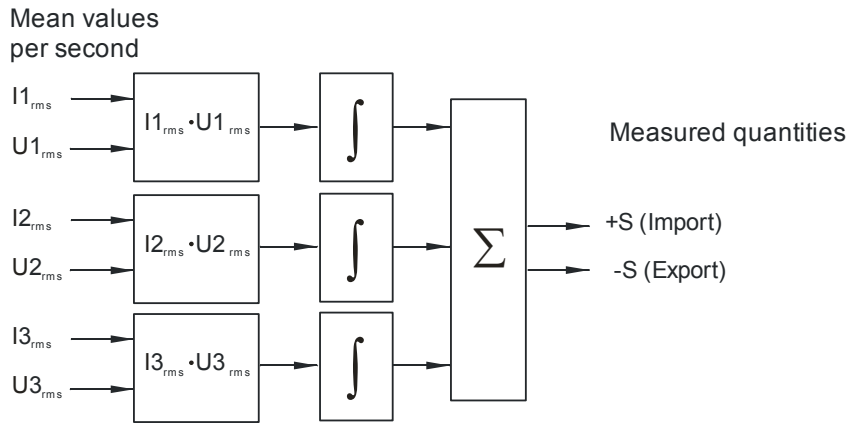 Mean values
per second
I1rms
U1rms
I1rms·U1rms
∫
Measured quantities
I2rms
U2rms
I2rms·U2rms
∫
∑
+S (Import)
-S (Export)
I3rms
U3rms
I3rms·U3rms
∫